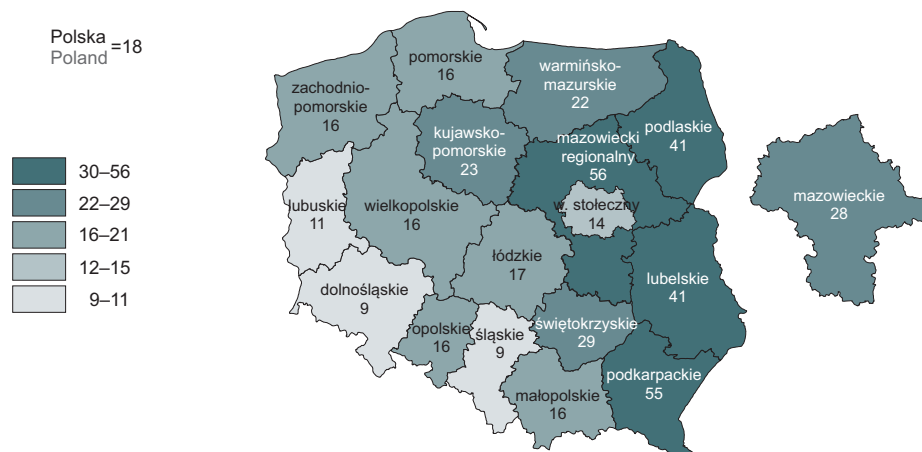 Polska
Poland =18
30–56
22–29
16–21
12–15
9–11
pomorskie
16
zachodnio-
pomorskie
16
warmińsko-
mazurskie
22
podlaskie
41
kujawsko-
pomorskie
23
mazowiecki
regionalny
56
w. stołeczny
14
lubuskie
11
wielkopolskie
16
łódzkie
17
lubelskie
41
dolnośląskie
9
opolskie
16
śląskie
9
świętokrzyskie
29
małopolskie
16
podkarpackie
55
mazowieckie
28